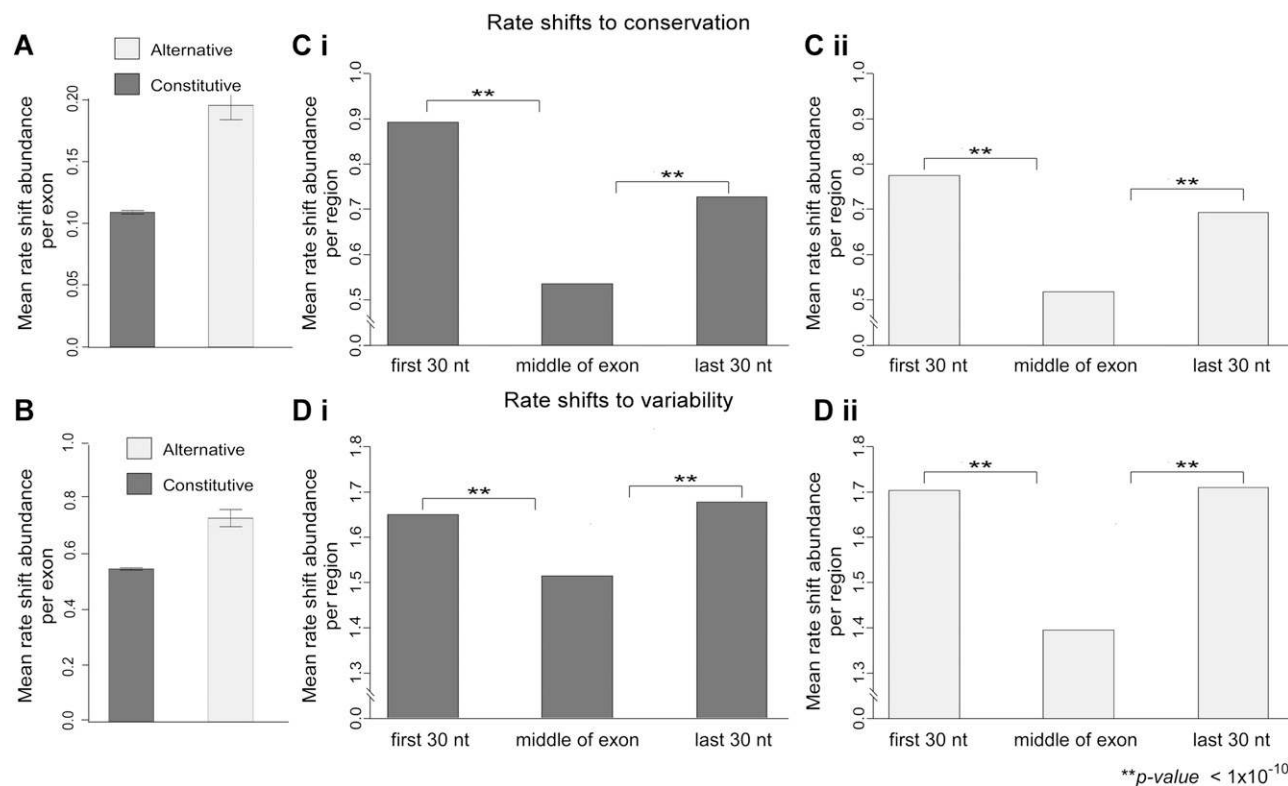 Rate shifts to conservation
A
Alternative
Constitutive
Mean rate shift abundance
per exon
0.20
0.10
0.05
0.0
C i
Mean rate shift abundance
per region
1.0
0.9
0.8
0.7
0.6
0.5
0.0
**
**
first 30 nt middle of exon last 30 nt
C ii
Mean rate shift abundance
per region
1.0
0.9
0.8
0.7
0.5
0.0
**
**
first 30 nt middle of exon last 30 nt
Rate shifts to variability
B
Alternative
Constitutive
Mean rate shift abundance
per exon
1.0
0.8
0.6
0.4
0.2
0.0
D i
Mean rate shift abundance
per region
1.8
1.7
1.6
1.5
1.4
1.3
0.0
**
**
first 30 nt middle of exon last 30 nt
D ii
Mean rate shift abundance
per region
1.8
1.7
1.6
1.5
1.4
1.3
0.0
**
**
first 30 nt middle of exon last 30 nt
**p-value < 1x10⁻¹⁰